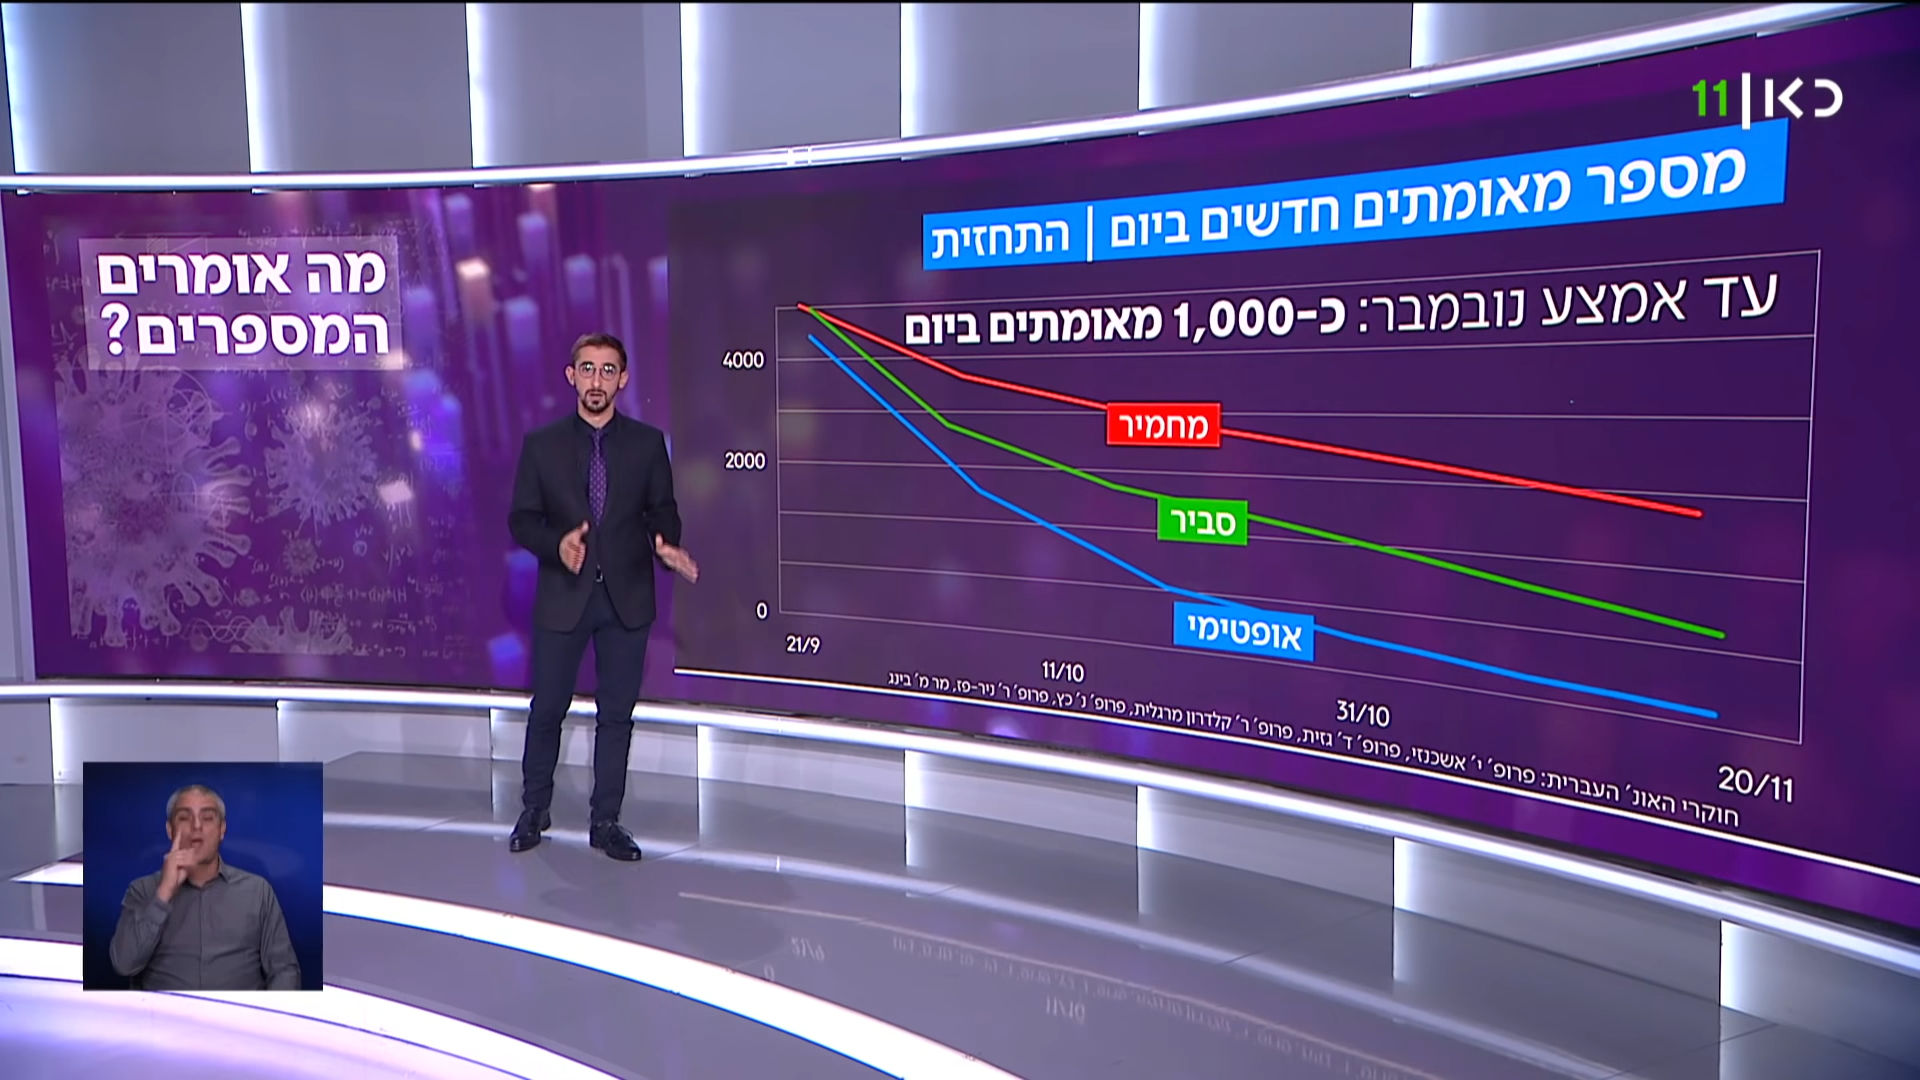 כאן 11
מספר מאומתים חדשים ביום | התחזית
עד אמצע נובמבר: כ-1,000 מאומתים ביום
מה אומרים
המספרים?
4000
2000
0
מחמיר
סביר
אופטימי
21/9
11/10
31/10
20/11
חוקרי האונ׳ העברית: פרופ׳ י׳ אשכנזי, פרופ׳ ד׳ גזית, פרופ׳ ר׳ קלדרון מרגלית, פרופ׳ נ׳ כץ, פרופ׳ ר׳ ניר-פז, מר מ׳ בינג